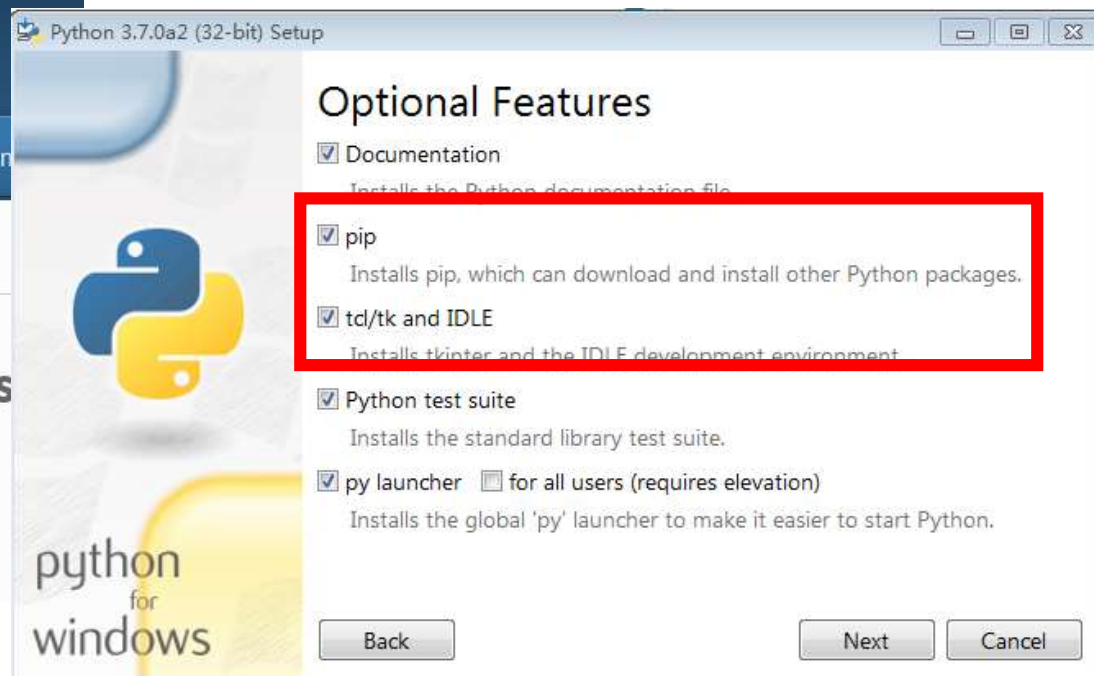 Python 3.7.0a2 (32-bit) Setup
Optional Features
Documentation
Installs the Python documentation file.
pip
Installs pip, which can download and install other Python packages.
tcl/tk and IDLE
Installs tkinter and the IDLE development environment.
Python test suite
Installs the standard library test suite.
py launcher for all users (requires elevation)
Installs the global 'py' launcher to make it easier to start Python.
python
for
windows
Back Next Cancel